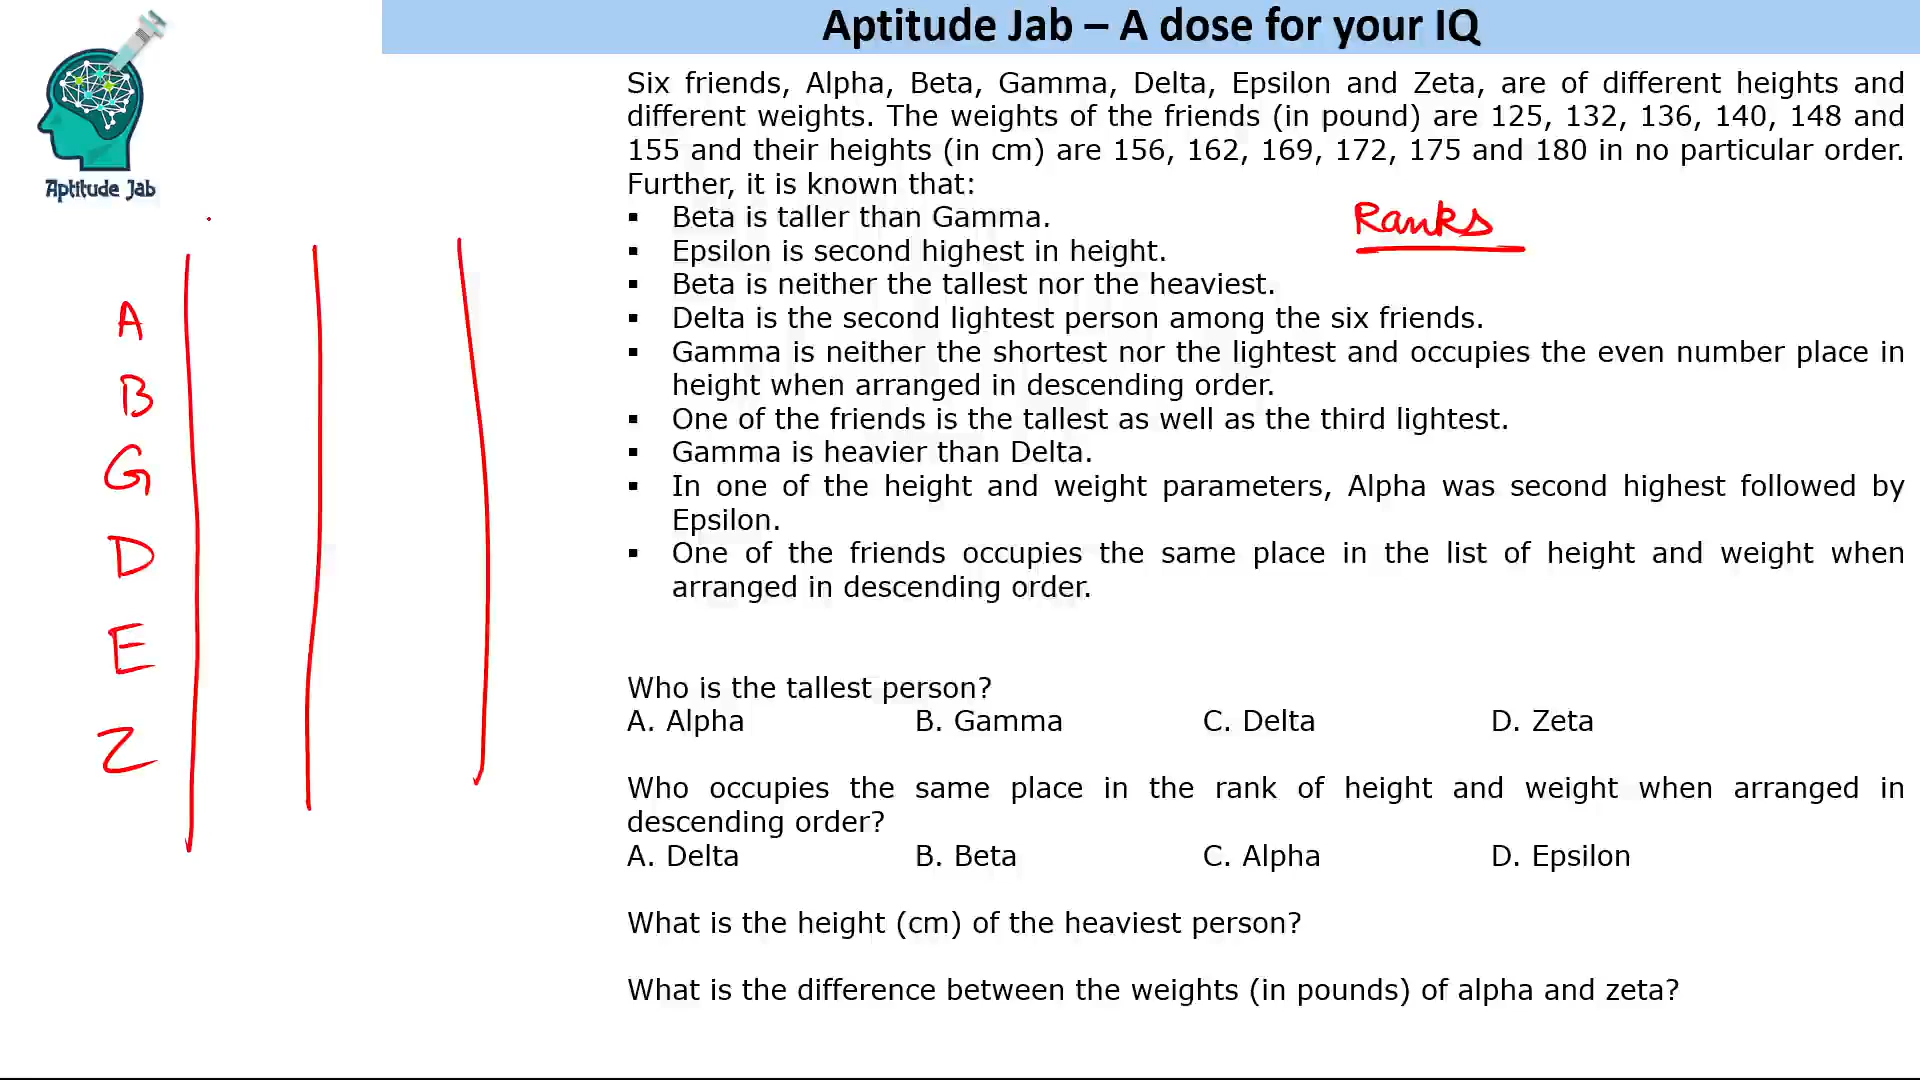 Aptitude Jab – A dose for your IQ
Aptitude Jab
Six friends, Alpha, Beta, Gamma, Delta, Epsilon and Zeta, are of different heights and
different weights. The weights of the friends (in pound) are 125, 132, 136, 140, 148 and
155 and their heights (in cm) are 156, 162, 169, 172, 175 and 180 in no particular order.
Further, it is known that:
▪ Beta is taller than Gamma.
Ranks
▪ Epsilon is second highest in height.
▪ Beta is neither the tallest nor the heaviest.
▪ Delta is the second lightest person among the six friends.
▪ Gamma is neither the shortest nor the lightest and occupies the even number place in
height when arranged in descending order.
▪ One of the friends is the tallest as well as the third lightest.
▪ Gamma is heavier than Delta.
▪ In one of the height and weight parameters, Alpha was second highest followed by
Epsilon.
▪ One of the friends occupies the same place in the list of height and weight when
arranged in descending order.
A
B
G
D
E
Z
Who is the tallest person?
A. Alpha B. Gamma C. Delta D. Zeta
Who occupies the same place in the rank of height and weight when arranged in
descending order?
A. Delta B. Beta C. Alpha D. Epsilon
What is the height (cm) of the heaviest person?
What is the difference between the weights (in pounds) of alpha and zeta?